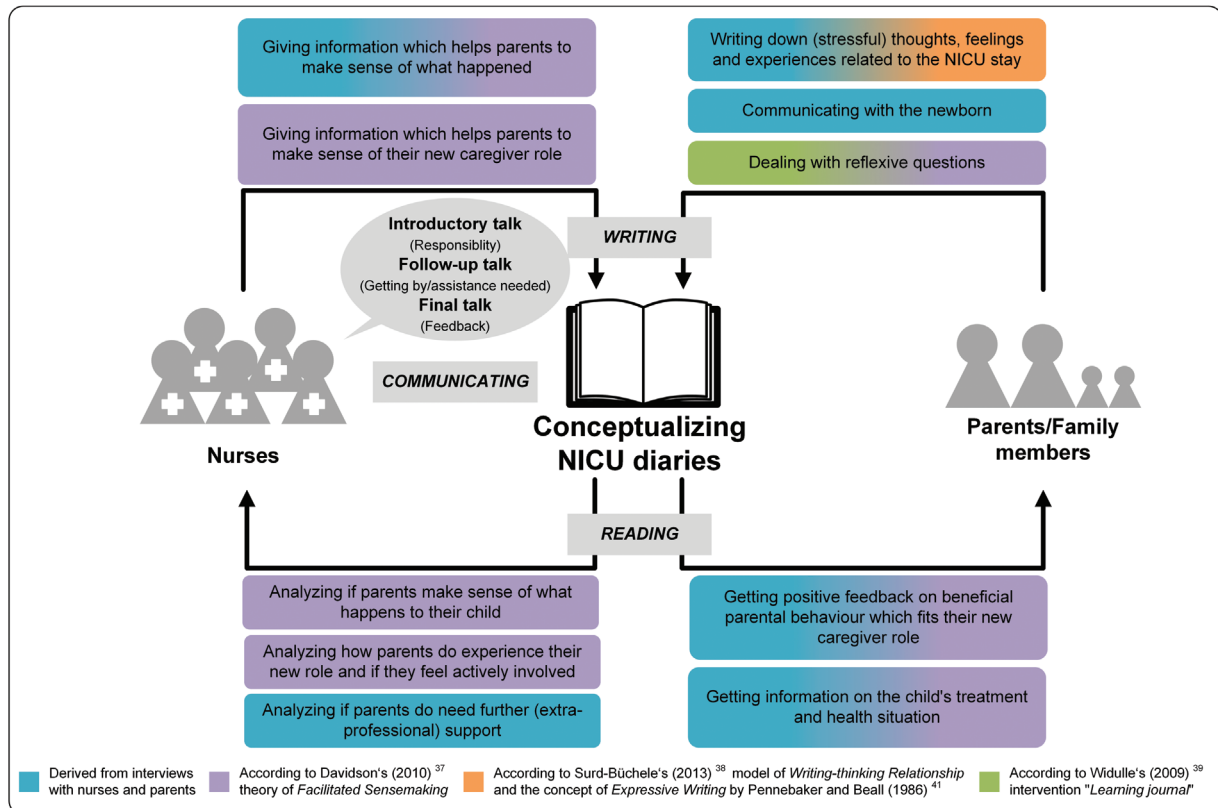 Giving information which helps parents to
make sense of what happened
Giving information which helps parents to
make sense of their new caregiver role
Writing down (stressful) thoughts, feelings
and experiences related to the NICU stay
Communicating with the newborn
Dealing with reflexive questions
Introductory talk
(Responsiblity)
Follow-up talk
(Getting by/assistance needed)
Final talk
(Feedback)
WRITING
COMMUNICATING
Conceptualizing
NICU diaries
Nurses
Parents/Family
members
READING
Analyzing if parents make sense of what
happens to their child
Analyzing how parents do experience their
new role and if they feel actively involved
Analyzing if parents do need further (extra-
professional) support
Getting positive feedback on beneficial
parental behaviour which fits their new
caregiver role
Getting information on the child's treatment
and health situation
Derived from interviews
with nurses and parents
According to Davidson's (2010) 37
theory of Facilitated Sensemaking
According to Surd-Büchele's (2013) 38 model of Writing-thinking Relationship
and the concept of Expressive Writing by Pennebaker and Beall (1986) 41
According to Widulle's (2009) 39
intervention "Learning journal"